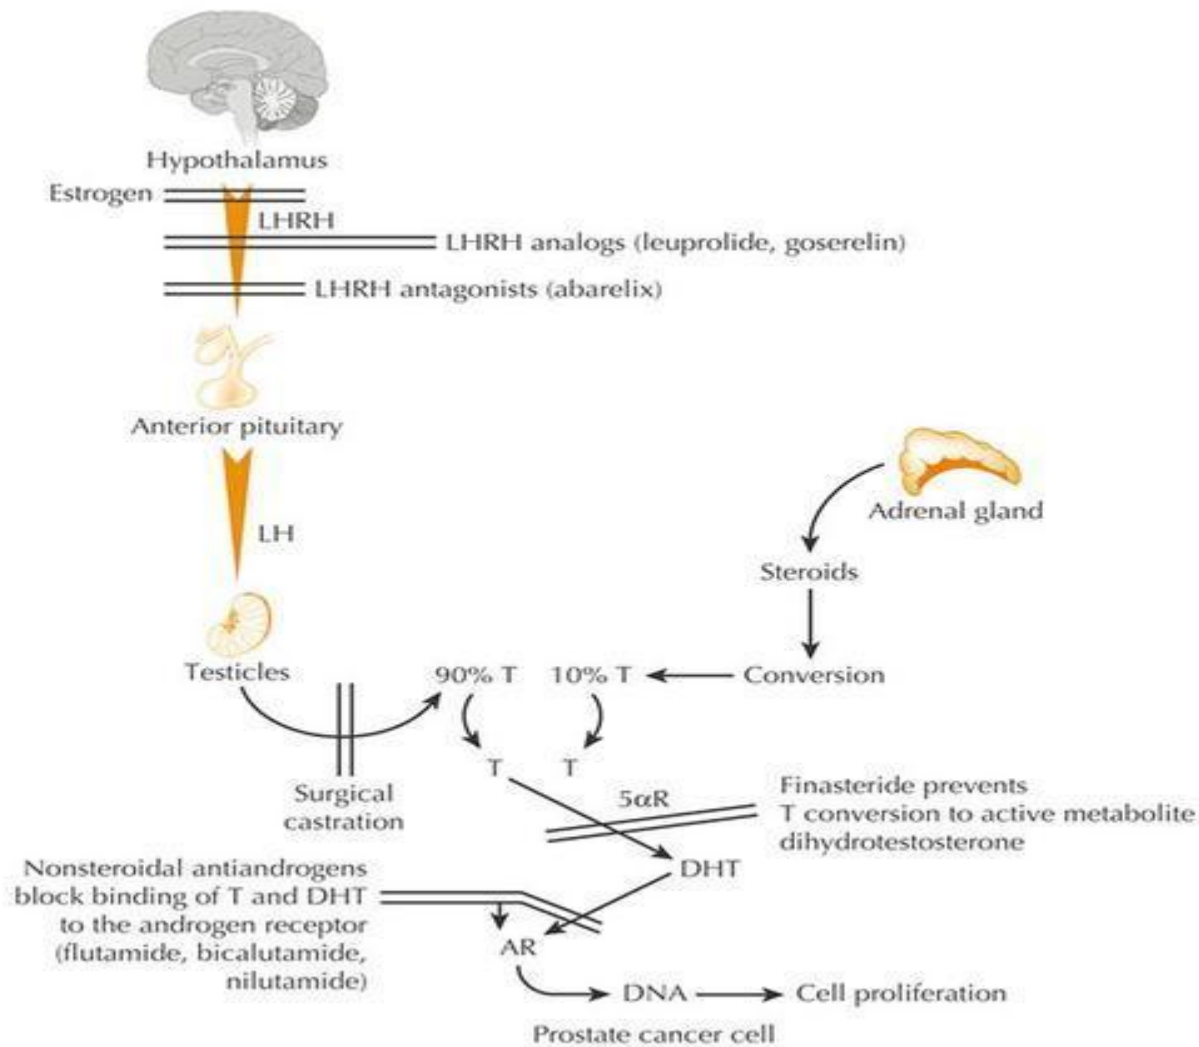 Hypothalamus
Estrogen
LHRH
LHRH analogs (leuprolide, goserelin)
LHRH antagonists (abarelix)
Anterior pituitary
LH
Adrenal gland
Steroids
Testicles
90% T
10% T
Conversion
T
T
Surgical
castration
5αR
Finasteride prevents
T conversion to active metabolite
dihydrotestosterone
DHT
Nonsteroidal antiandrogens
block binding of T and DHT
to the androgen receptor
(flutamide, bicalutamide,
nilutamide)
AR
DNA
Cell proliferation
Prostate cancer cell